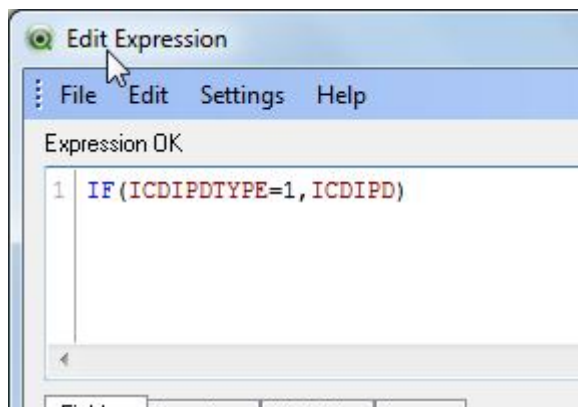 Edit Expression
File Edit Settings Help
Expression OK
1 IF(ICDIPDTYPE=1,ICDIPD)